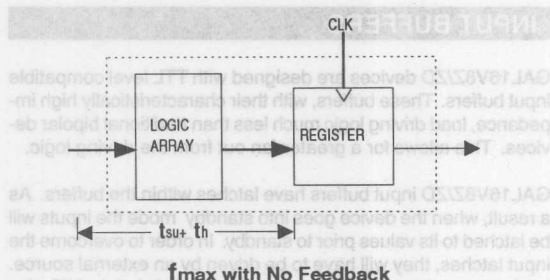 INPUT BUFFERS
CLK
GAL16V8Z/ZD devices are designed with TTL level compatible
input buffers. These buffers, with their characteristically high im-
pedance, load driving logic much less than traditional bipolar de-
vices. This allows for a greater fan out from the driving logic.
LOGIC
ARRAY
REGISTER
GAL16V8Z/ZD input buffers have latches within the buffers. As
a result, when the device goes into standby mode the inputs will
be latched to its values prior to standby. In order to overcome the
input latches, they will have to be driven by an external source.
tsu+ th
fmax with No Feedback